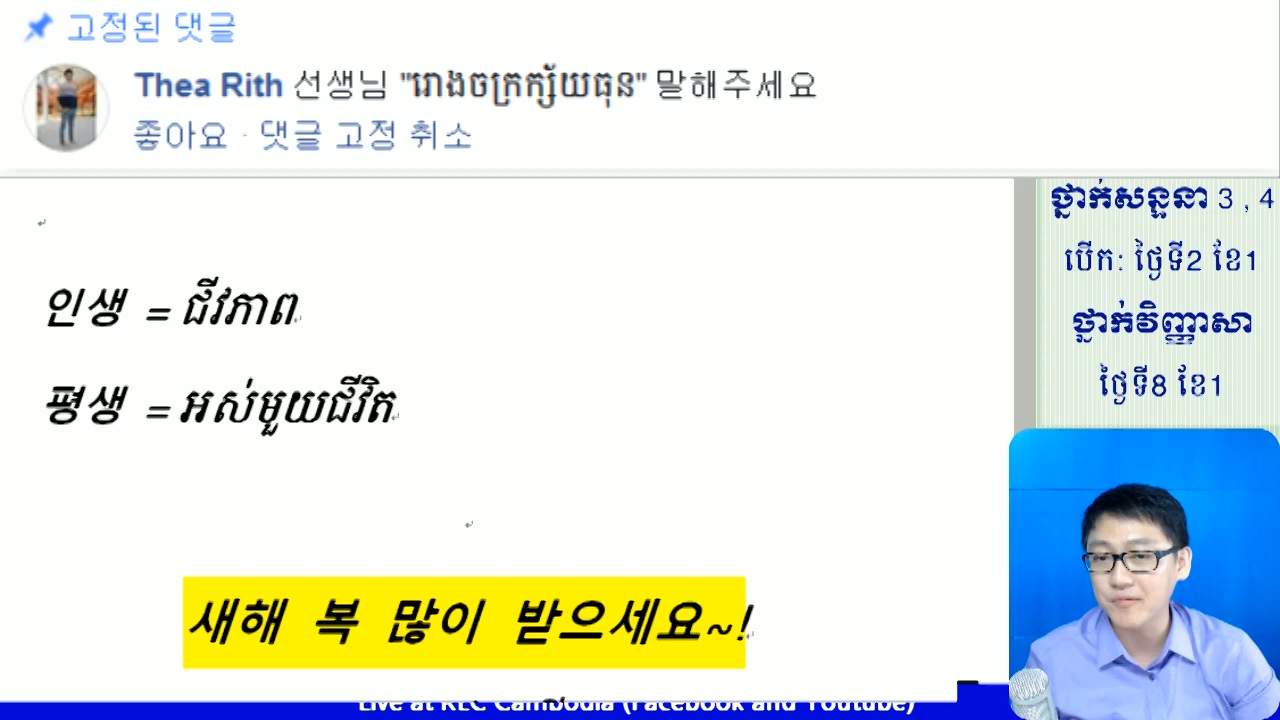 고정된 댓글
Thea Rith 선생님 "រោងចក្រក្ស័យធុន" 말해주세요
좋아요 · 댓글 고정 취소
ថ្នាក់សន្ទនា 3 , 4
បើក: ថ្ងៃទី2 ខែ1
ថ្នាក់វិញ្ញាសា
ថ្ងៃទី8 ខែ1
인생 = ជីវភាព
평생 = អស់មួយជីវិត
새해 복 많이 받으세요~!
Live at KLC Cambodia (Facebook and Youtube)